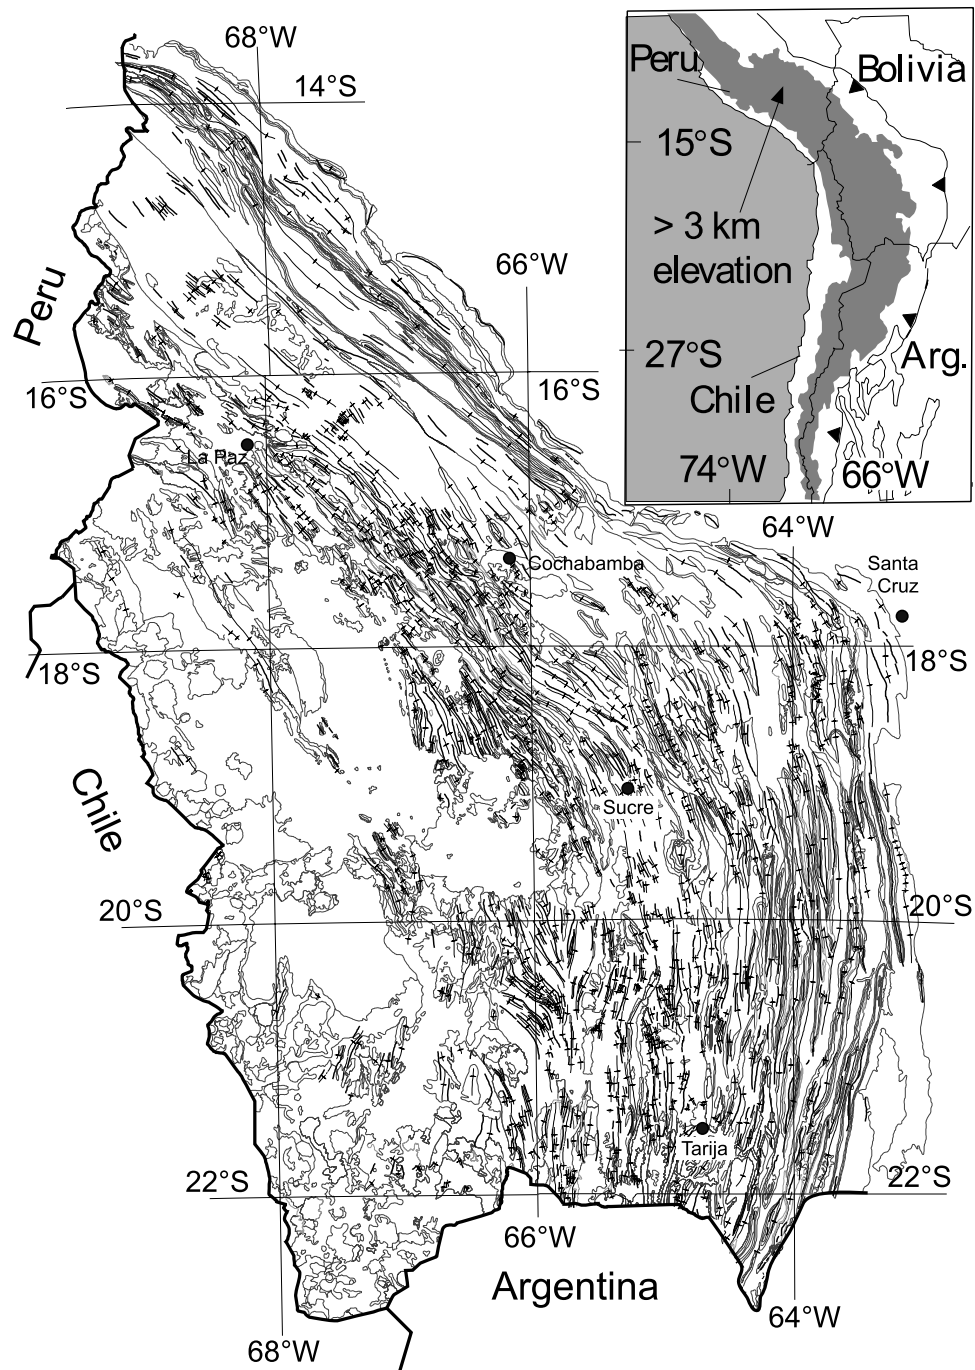 68°W
14°S
Peru
Bolivia
15°S
> 3 km
elevation
27°S
Arg.
Chile
74°W
66°W
66°W
Peru
16°S
16°S
La Paz
64°W
Cochabamba
Santa
Cruz
18°S
18°S
Chile
Sucre
20°S
20°S
Tarija
22°S
22°S
66°W
Argentina
64°W
68°W